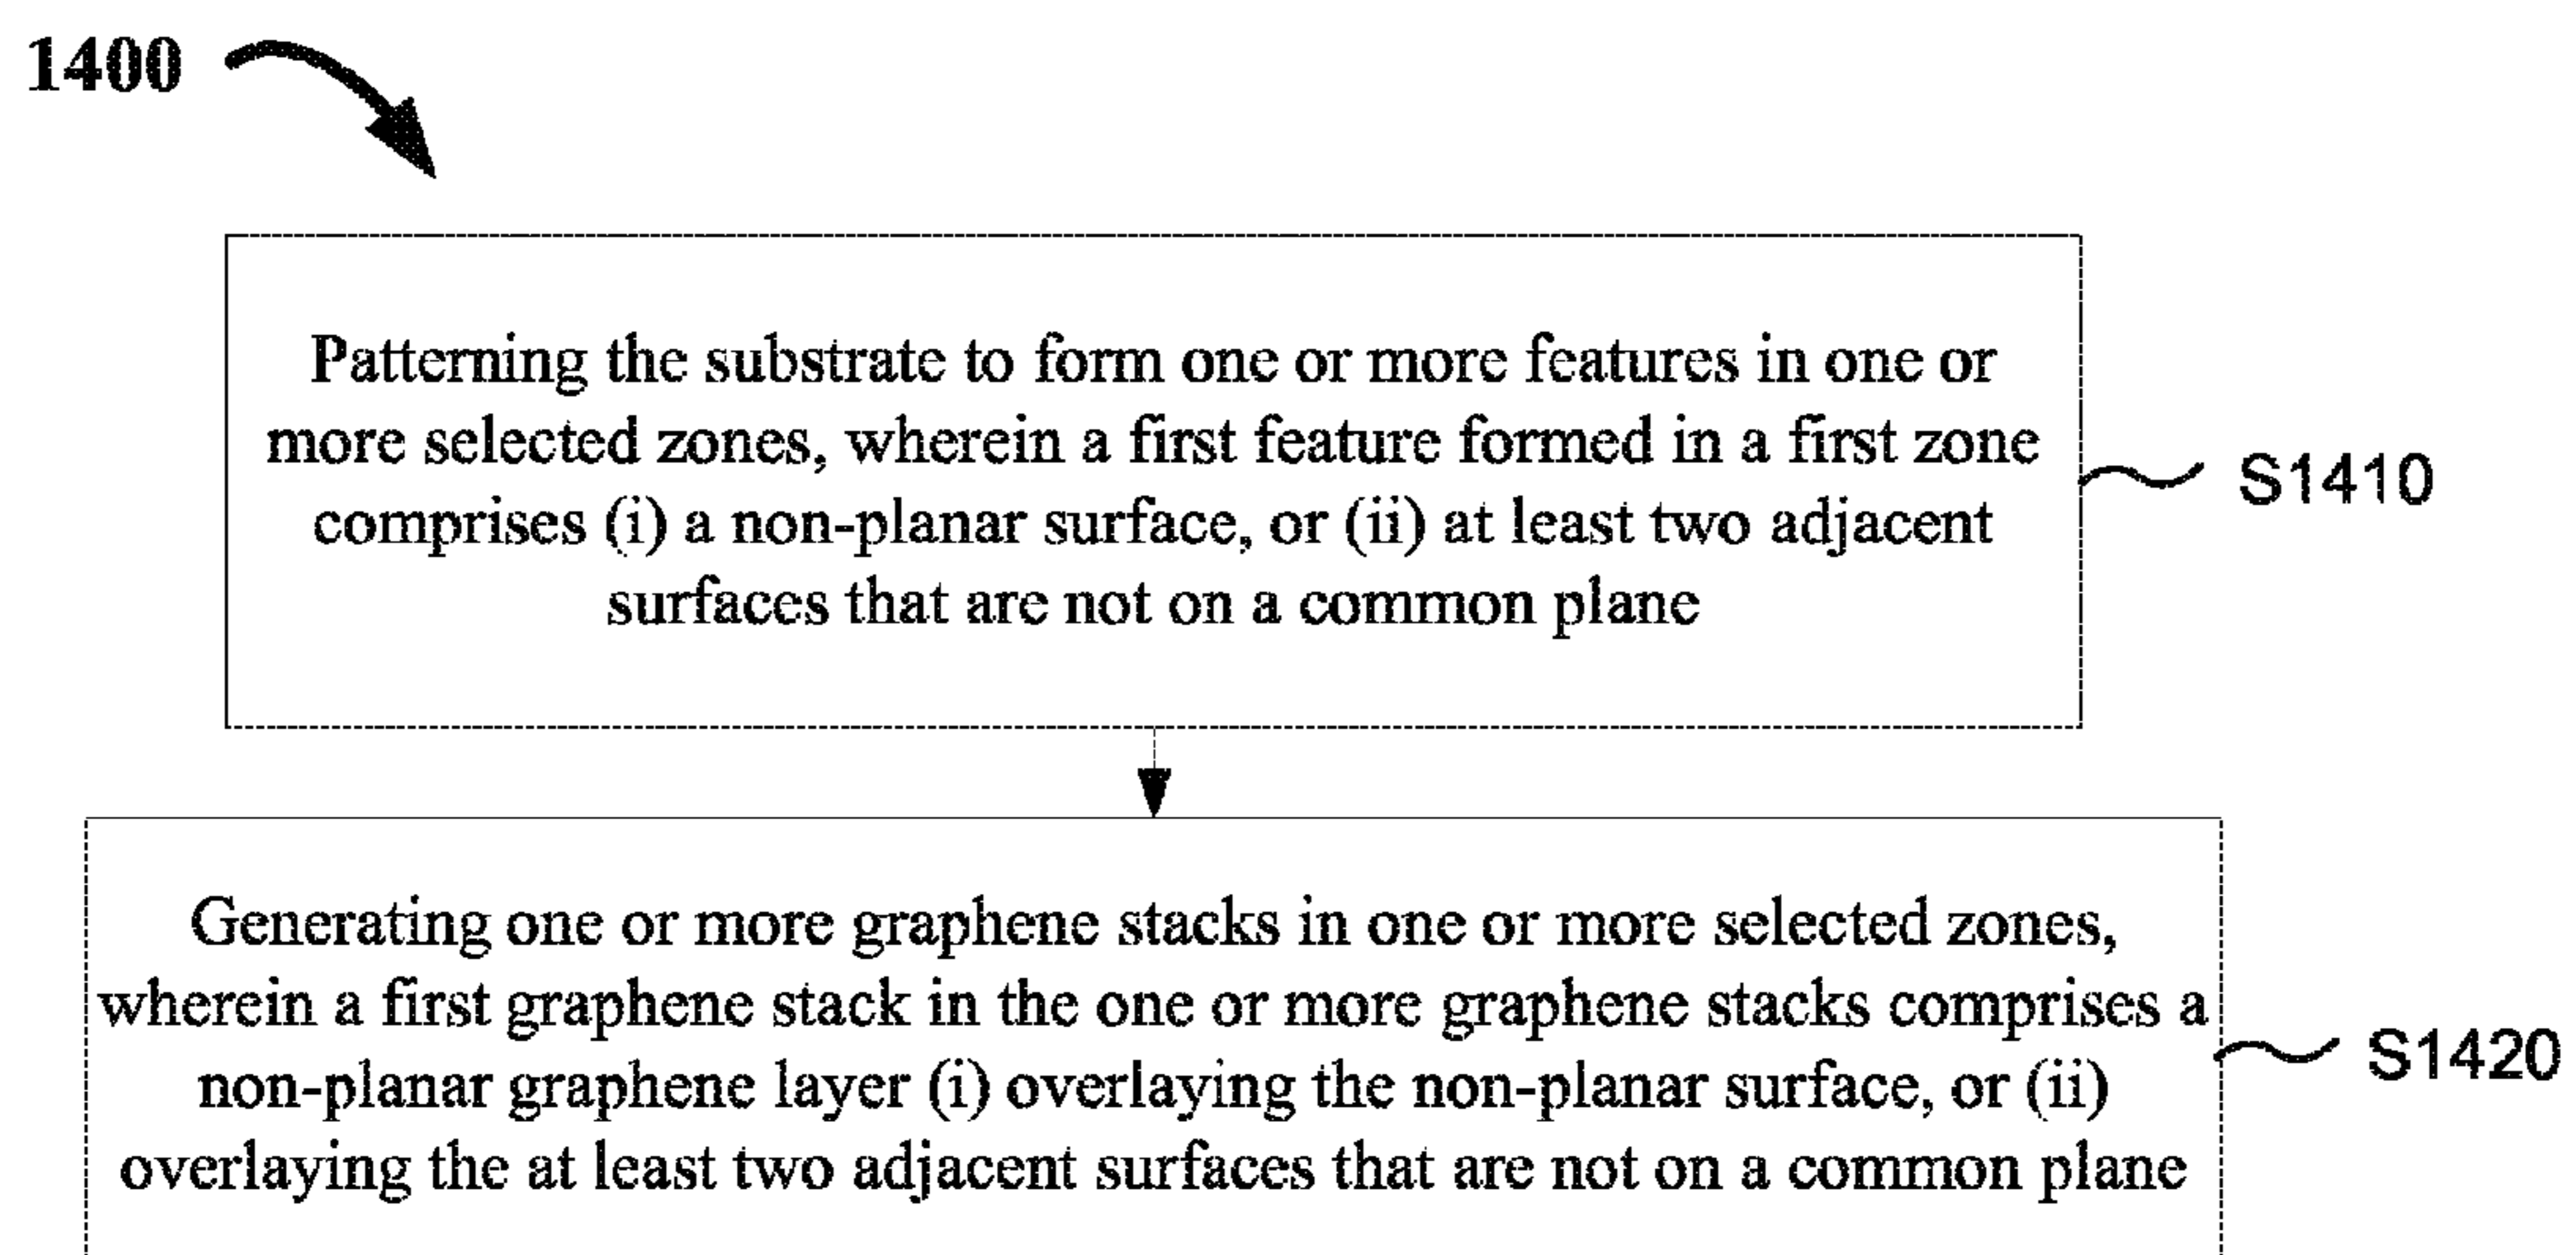 1400
Patterning the substrate to form one or more features in one or
more selected zones, wherein a first feature formed in a first zone
comprises (i) a non-planar surface, or (ii) at least two adjacent
surfaces that are not on a common plane
S1410
Generating one or more graphene stacks in one or more selected zones,
wherein a first graphene stack in the one or more graphene stacks comprises a
non-planar graphene layer (i) overlaying the non-planar surface, or (ii)
overlaying the at least two adjacent surfaces that are not on a common plane
S1420